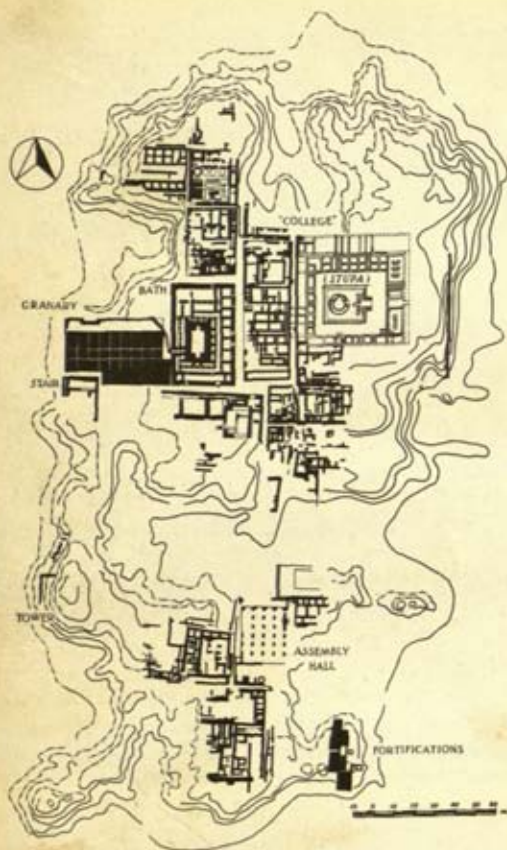 "COLLEGE"
(STUPA)
BATH
GRANARY
STAIR
TOWER
ASSEMBLY
HALL
FORTIFICATIONS